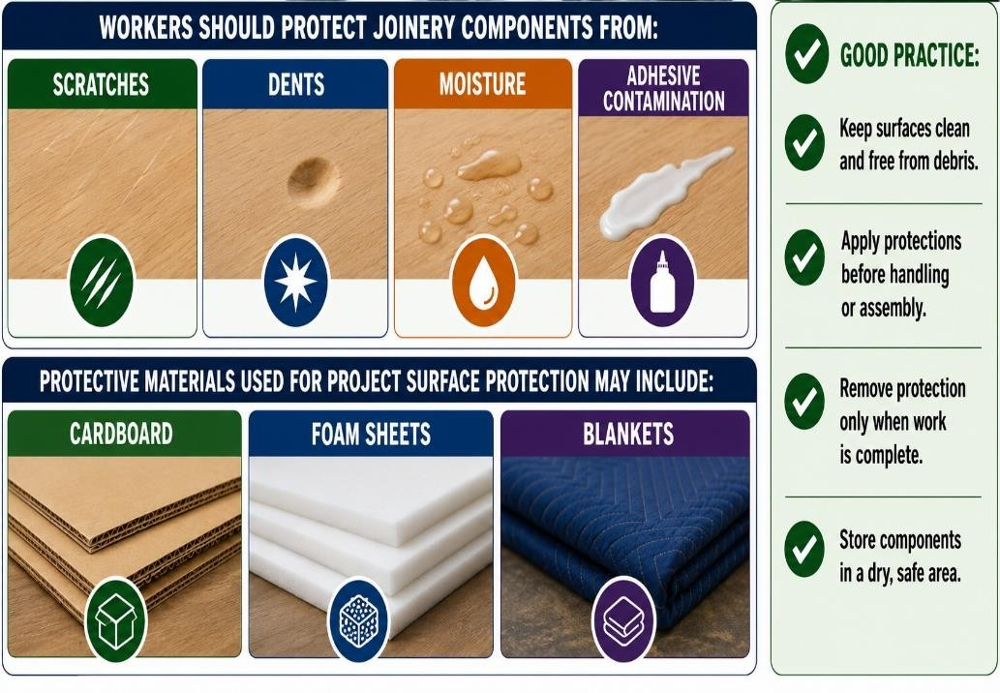 WORKERS SHOULD PROTECT JOINERY COMPONENTS FROM:
SCRATCHES
DENTS
MOISTURE
ADHESIVE
CONTAMINATION
PROTECTIVE MATERIALS USED FOR PROJECT SURFACE PROTECTION MAY INCLUDE:
CARDBOARD
FOAM SHEETS
BLANKETS
GOOD PRACTICE:
Keep surfaces clean
and free from debris.
Apply protections
before handling
or assembly.
Remove protection
only when work
is complete.
Store components
in a dry, safe area.